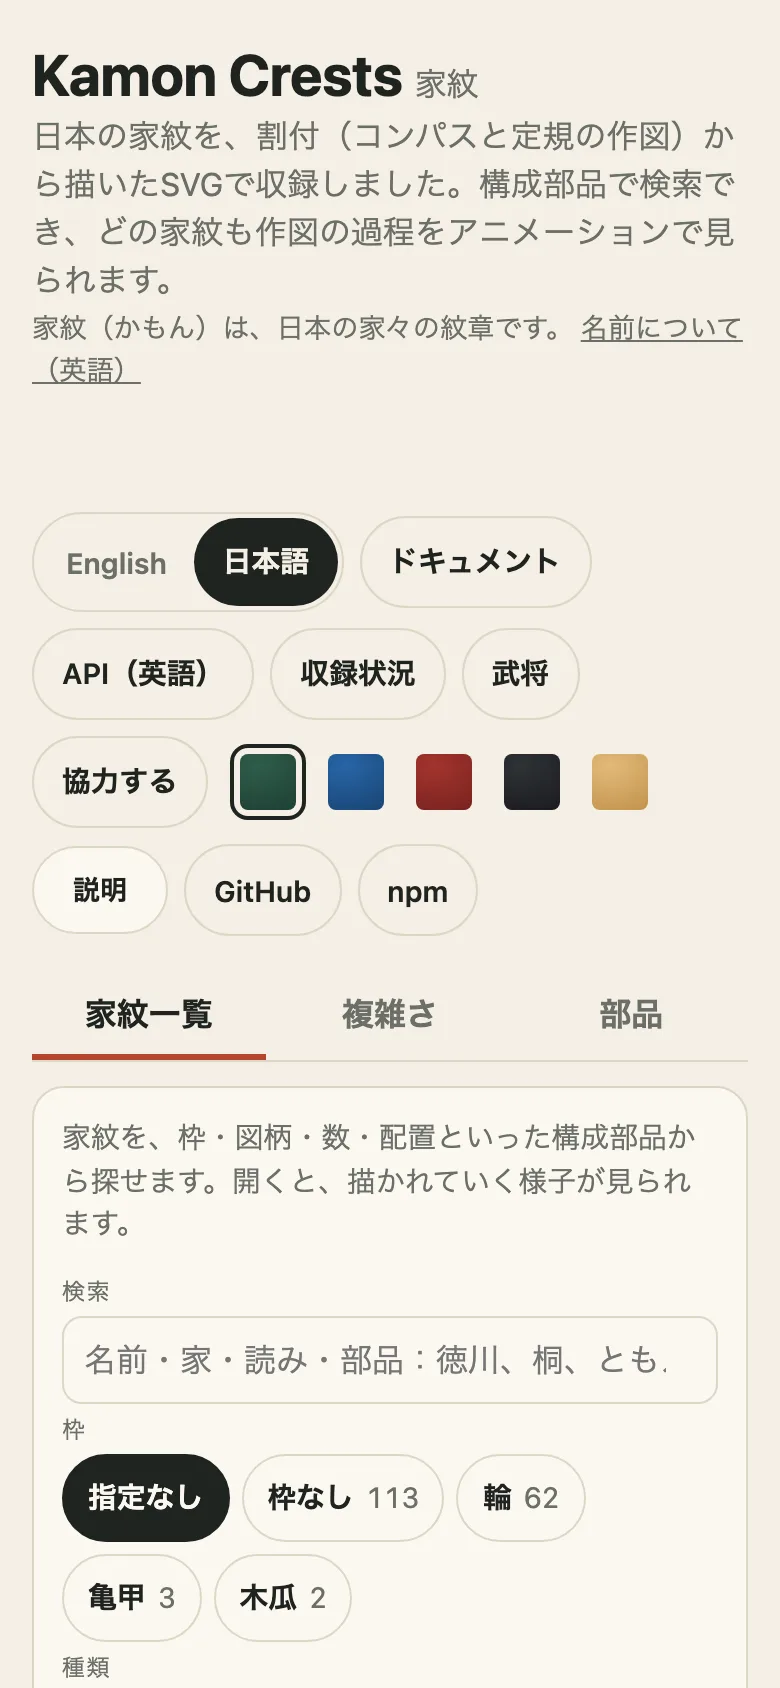 Kamon Crests 家紋
日本の家紋を、割付（コンパスと定規の作図）か
ら描いたSVGで収録しました。構成部品で検索で
き、どの家紋も作図の過程をアニメーションで見
られます。
家紋（かもん）は、日本の家々の紋章です。 名前について
（英語）
English 日本語 ドキュメント
API（英語） 収録状況 武将
協力する
説明 GitHub npm
家紋一覧 複雑さ 部品
家紋を、枠・図柄・数・配置といった構成部品か
ら探せます。開くと、描かれていく様子が見られ
ます。
検索
名前・家・読み・部品：徳川、桐、とも
枠
指定なし 枠なし 113 輪 62
亀甲 3 木瓜 2
種類